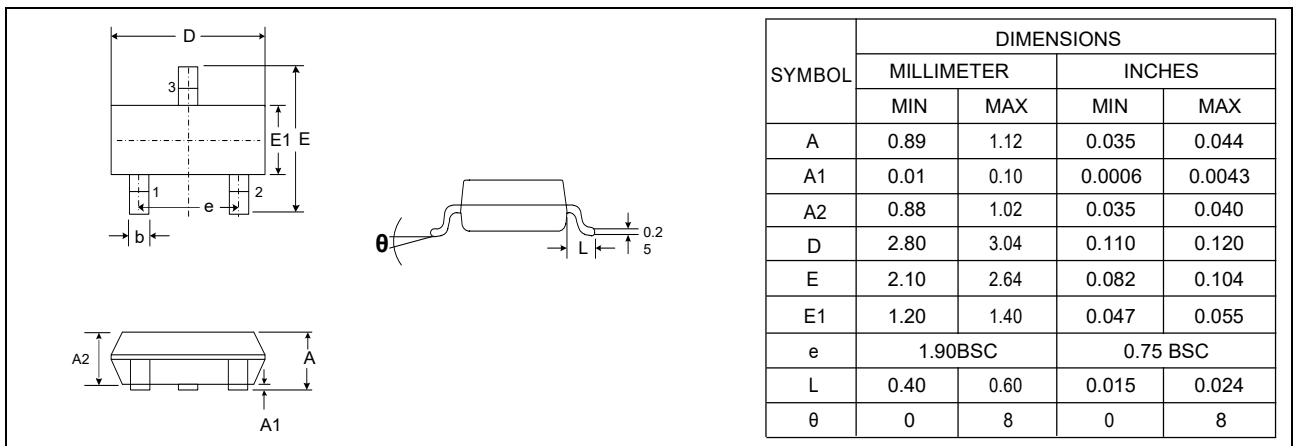 D
3
E1 E
1
2
e
b
θ
L
0.2
5
A2
A
A1
DIMENSIONS
SYMBOL MILLIMETER INCHES
MIN MAX MIN MAX
A 0.89 1.12 0.035 0.044
A1 0.01 0.10 0.0006 0.0043
A2 0.88 1.02 0.035 0.040
D 2.80 3.04 0.110 0.120
E 2.10 2.64 0.082 0.104
E1 1.20 1.40 0.047 0.055
e 1.90BSC 0.75 BSC
L 0.40 0.60 0.015 0.024
θ 0 8 0 8